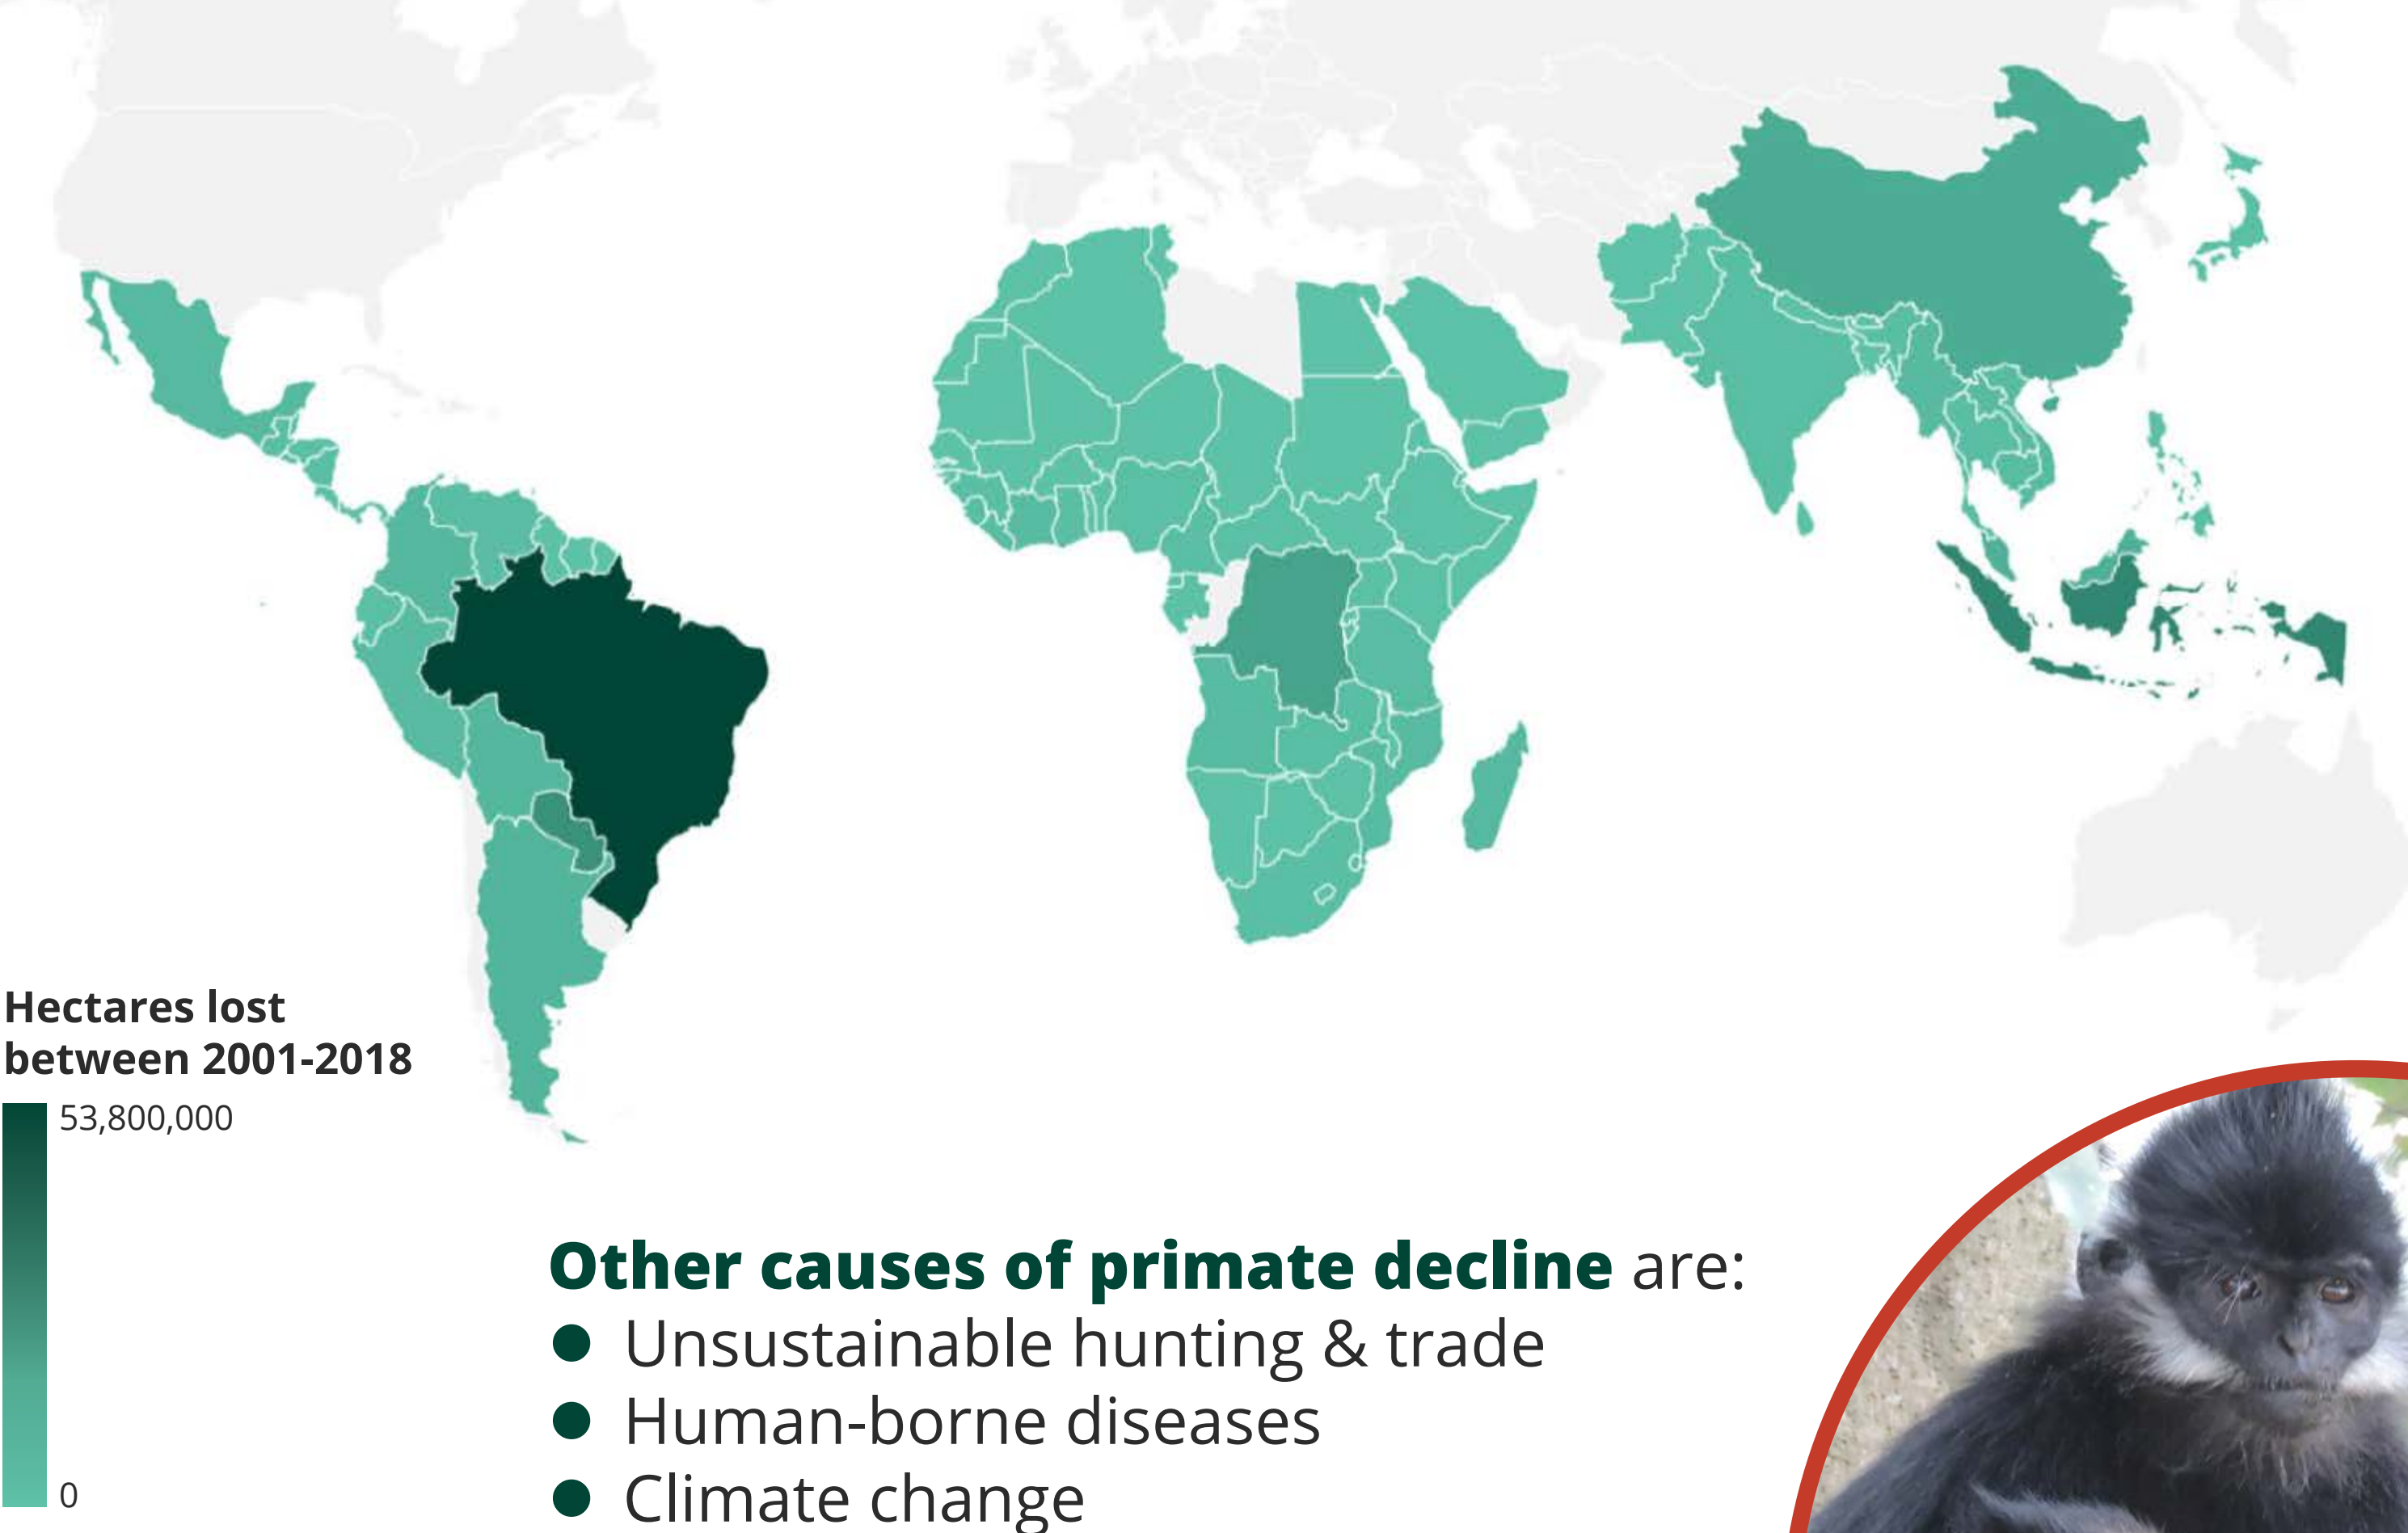 Hectares lost
between 2001-2018
53,800,000
0
Other causes of primate decline are:
● Unsustainable hunting & trade
● Human-borne diseases
● Climate change